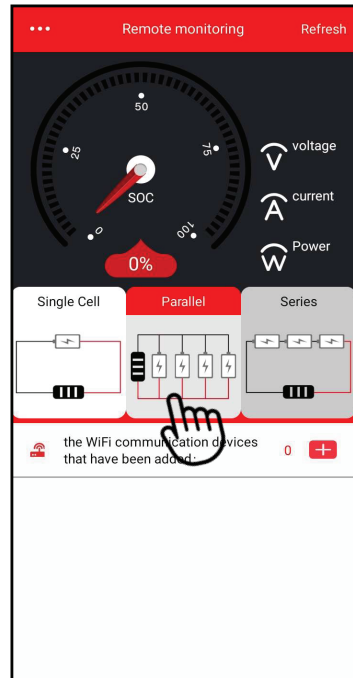 Remote monitoring
Refresh
50
25
75
SOC
0
100
0%
voltage
V
current
A
Power
W
Single Cell
Parallel
Series
the WiFi communication devices
that have been added:
0